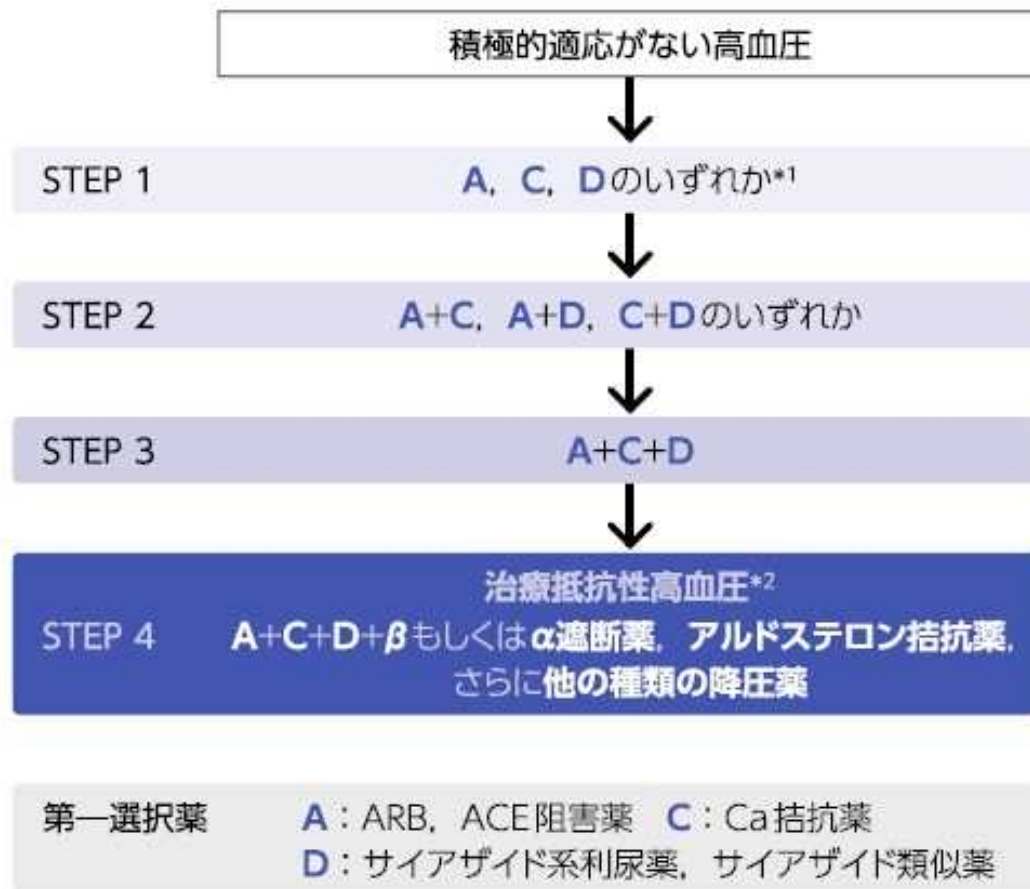 積極的適応がない高血圧
STEP 1 A, C, Dのいずれか*1
STEP 2 A+C, A+D, C+Dのいずれか
STEP 3 A+C+D
治療抵抗性高血圧*2
STEP 4 A+C+D+βもしくはα遮断薬, アルドステロン拮抗薬,
さらに他の種類の降圧薬
第一選択薬 A：ARB, ACE阻害薬 C：Ca拮抗薬
D：サイアザイド系利尿薬, サイアザイド類似薬